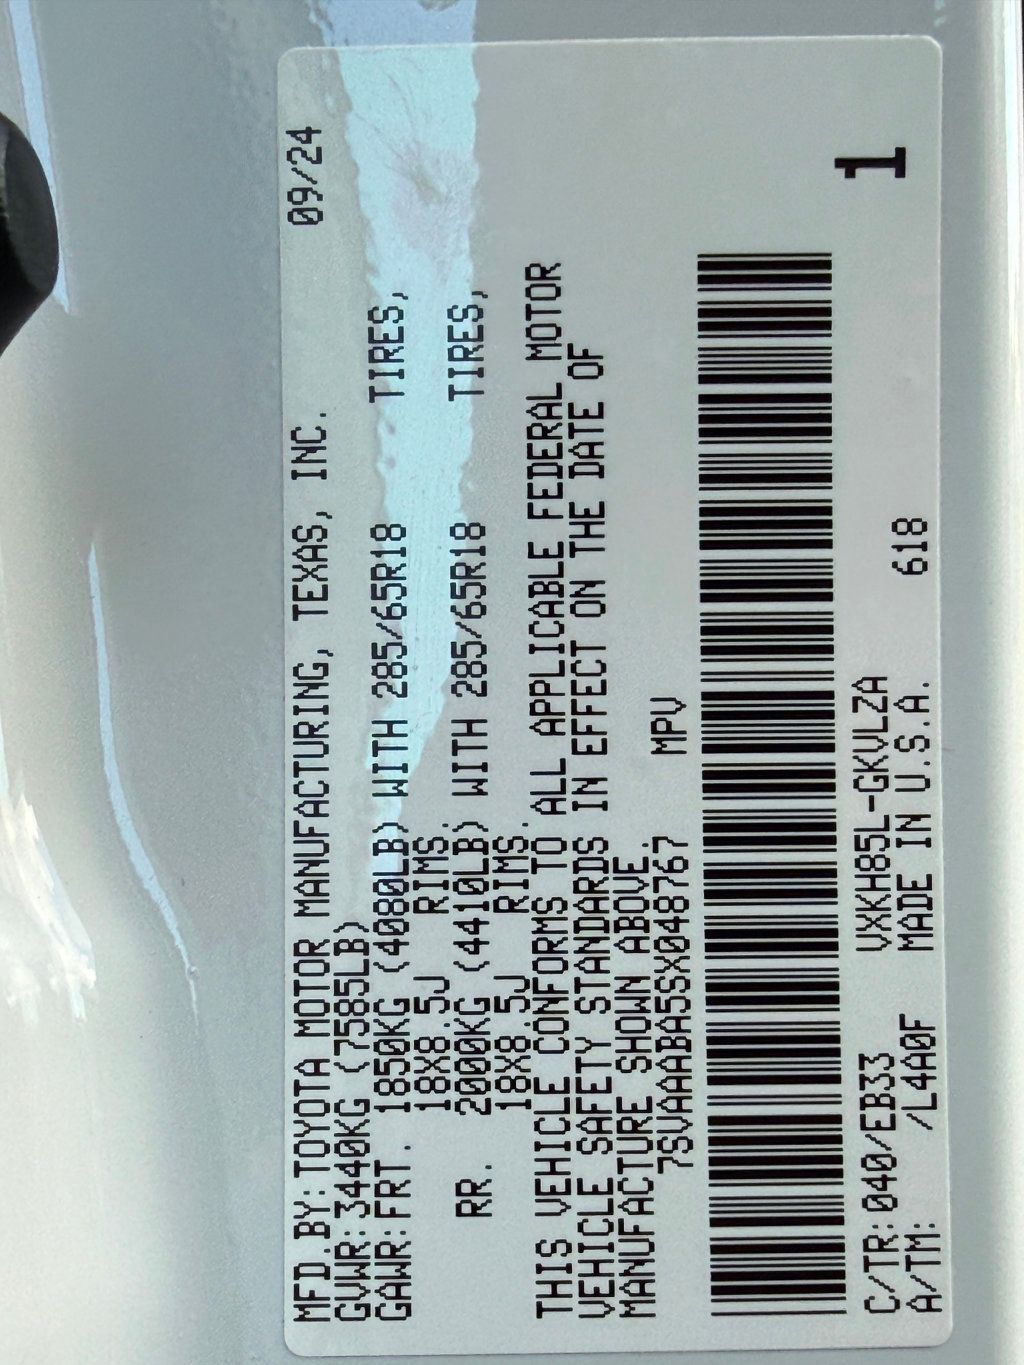 09/24
MFD.BY: TOYOTA MOTOR MANUFACTURING, TEXAS, INC.
GVWR: 3440KG (7585LB)
GAWR: FRT. 1850KG (4080LB) WITH 285/65R18 TIRES,
18X8.5J RIMS.
RR. 2000KG (4410LB) WITH 285/65R18 TIRES,
18X8.5J RIMS.
THIS VEHICLE CONFORMS TO ALL APPLICABLE FEDERAL MOTOR
VEHICLE SAFETY STANDARDS IN EFFECT ON THE DATE OF
MANUFACTURE SHOWN ABOVE.
7SVAAABA5SX048767 MPV
1
C/TR: 040/EB33 VXKH85L-GKVLZA
A/TM: /L4A0F MADE IN U.S.A. 618